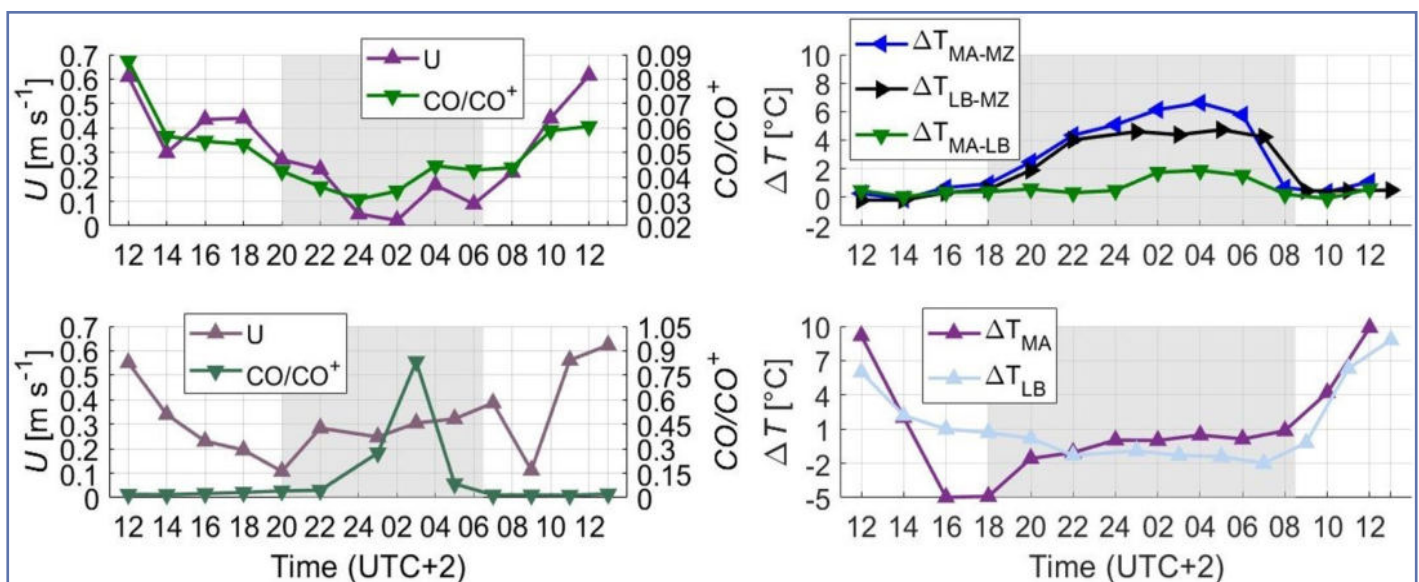 U
CO/CO⁺
0.7
0.6
0.5
0.4
0.3
0.2
0.1
0
U [m s⁻¹]
0.09
0.08
0.07
0.06
0.05
0.04
0.03
0.02
CO/CO⁺
12 14 16 18 20 22 24 02 04 06 08 10 12
ΔT_MA-MZ
ΔT_LB-MZ
ΔT_MA-LB
10
8
6
4
2
0
-2
Δ T [°C]
12 14 16 18 20 22 24 02 04 06 08 10 12
U
CO/CO⁺
0.7
0.6
0.5
0.4
0.3
0.2
0.1
0
U [m s⁻¹]
1.05
0.9
0.75
0.6
0.45
0.3
0.15
0
CO/CO⁺
12 14 16 18 20 22 24 02 04 06 08 10 12
Time (UTC+2)
ΔT_MA
ΔT_LB
10
7
4
1
-2
-5
Δ T [°C]
12 14 16 18 20 22 24 02 04 06 08 10 12
Time (UTC+2)